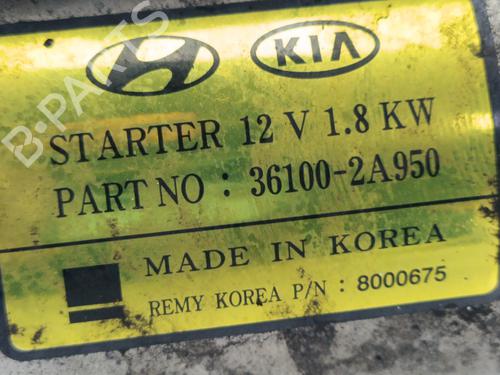 KIA
STARTER 12 V 1.8 KW
PART NO : 36100-2A950
MADE IN KOREA
REMY KOREA P/N : 8000675
B-PARTS